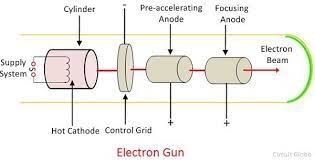 Cylinder
-
Pre-accelerating
Anode
Focusing
Anode
Supply
System
Electron
Beam
Hot Cathode
Control Grid
+
+
Electron Gun
Circuit Globe